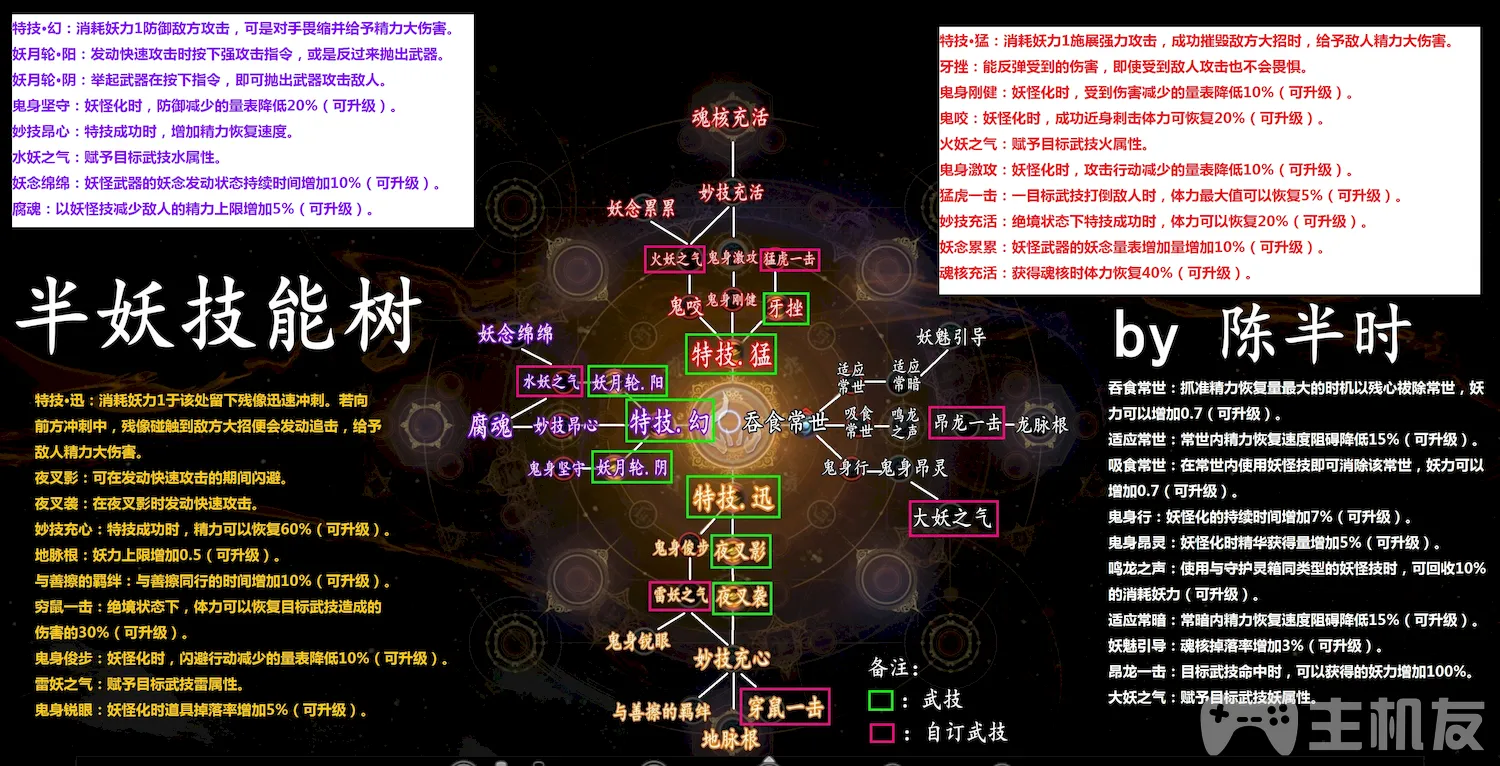 特技·幻：消耗妖力1防御敌方攻击，可是对手畏缩并给予精力大伤害。
妖月轮·阳：发动快速攻击时按下强攻击指令，或是反过来抛出武器。
妖月轮·阴：举起武器在按下指令，即可抛出武器攻击敌人。
鬼身坚守：妖怪化时，防御减少的量表降低20%（可升级）。
妙技昂心：特技成功时，增加精力恢复速度。
水妖之气：赋予目标武技水属性。
妖念绵绵：妖怪武器的妖念发动状态持续时间增加10%（可升级）。
腐魂：以妖怪技减少敌人的精力上限增加5%（可升级）。
特技·猛：消耗妖力1施展强力攻击，成功摧毁敌方大招时，给予敌人精力大伤害。
牙挫：能反弹受到的伤害，即使受到敌人攻击也不会畏惧。
鬼身刚健：妖怪化时，受到伤害减少的量表降低10%（可升级）。
鬼咬：妖怪化时，成功近身刺击体力可恢复20%（可升级）。
火妖之气：赋予目标武技火属性。
鬼身激攻：妖怪化时，攻击行动减少的量表降低10%（可升级）。
猛虎一击：一目标武技打倒敌人时，体力最大值可以恢复5%（可升级）。
妙技充活：绝境状态下特技成功时，体力可以恢复20%（可升级）。
妖念累累：妖怪武器的妖念量表增加量增加10%（可升级）。
魂核充活：获得魂核时体力恢复40%（可升级）。
半妖技能树
by 陈半时
魂核充活
妙技充活
妖念累累
火妖之气
鬼身激攻
猛虎一击
鬼咬
鬼身刚健
牙挫
特技.猛
妖念绵绵
水妖之气
妖月轮.阳
腐魂
妙技昂心
特技.幻
鬼身坚守
妖月轮.阴
吞食常世
适应
常世
适应
常暗
妖魅引导
吸食
常世
鸣龙
之声
昂龙一击
龙脉根
鬼身行
鬼身昂灵
大妖之气
特技.迅
鬼身俊步
夜叉影
雷妖之气
夜叉袭
鬼身锐眼
妙技充心
与善擦的羁绊
穿鼠一击
地脉根
特技·迅：消耗妖力1于该处留下残像迅速冲刺。若向
前方冲刺中，残像碰触到敌方大招便会发动追击，给予
敌人精力大伤害。
夜叉影：可在发动快速攻击的期间闪避。
夜叉袭：在夜叉影时发动快速攻击。
妙技充心：特技成功时，精力可以恢复60%（可升级）。
地脉根：妖力上限增加0.5（可升级）。
与善擦的羁绊：与善擦同行的时间增加10%（可升级）。
穷鼠一击：绝境状态下，体力可以恢复目标武技造成的
伤害的30%（可升级）。
鬼身俊步：妖怪化时，闪避行动减少的量表降低10%（可升级）。
雷妖之气：赋予目标武技雷属性。
鬼身锐眼：妖怪化时道具掉落率增加5%（可升级）。
吞食常世：抓准精力恢复量最大的时机以残心祓除常世，妖
力可以增加0.7（可升级）。
适应常世：常世内精力恢复速度阻碍降低15%（可升级）。
吸食常世：在常世内使用妖怪技即可消除该常世，妖力可以
增加0.7（可升级）。
鬼身行：妖怪化的持续时间增加7%（可升级）。
鬼身昂灵：妖怪化时精华获得量增加5%（可升级）。
鸣龙之声：使用与守护灵箱同类型的妖怪技时，可回收10%
的消耗妖力（可升级）。
适应常暗：常暗内精力恢复速度阻碍降低15%（可升级）。
妖魅引导：魂核掉落率增加3%（可升级）。
昂龙一击：目标武技命中时，可以获得的妖力增加100%。
大妖之气：赋予目标武技妖属性。
备注：
：武技
：自订武技
主机友